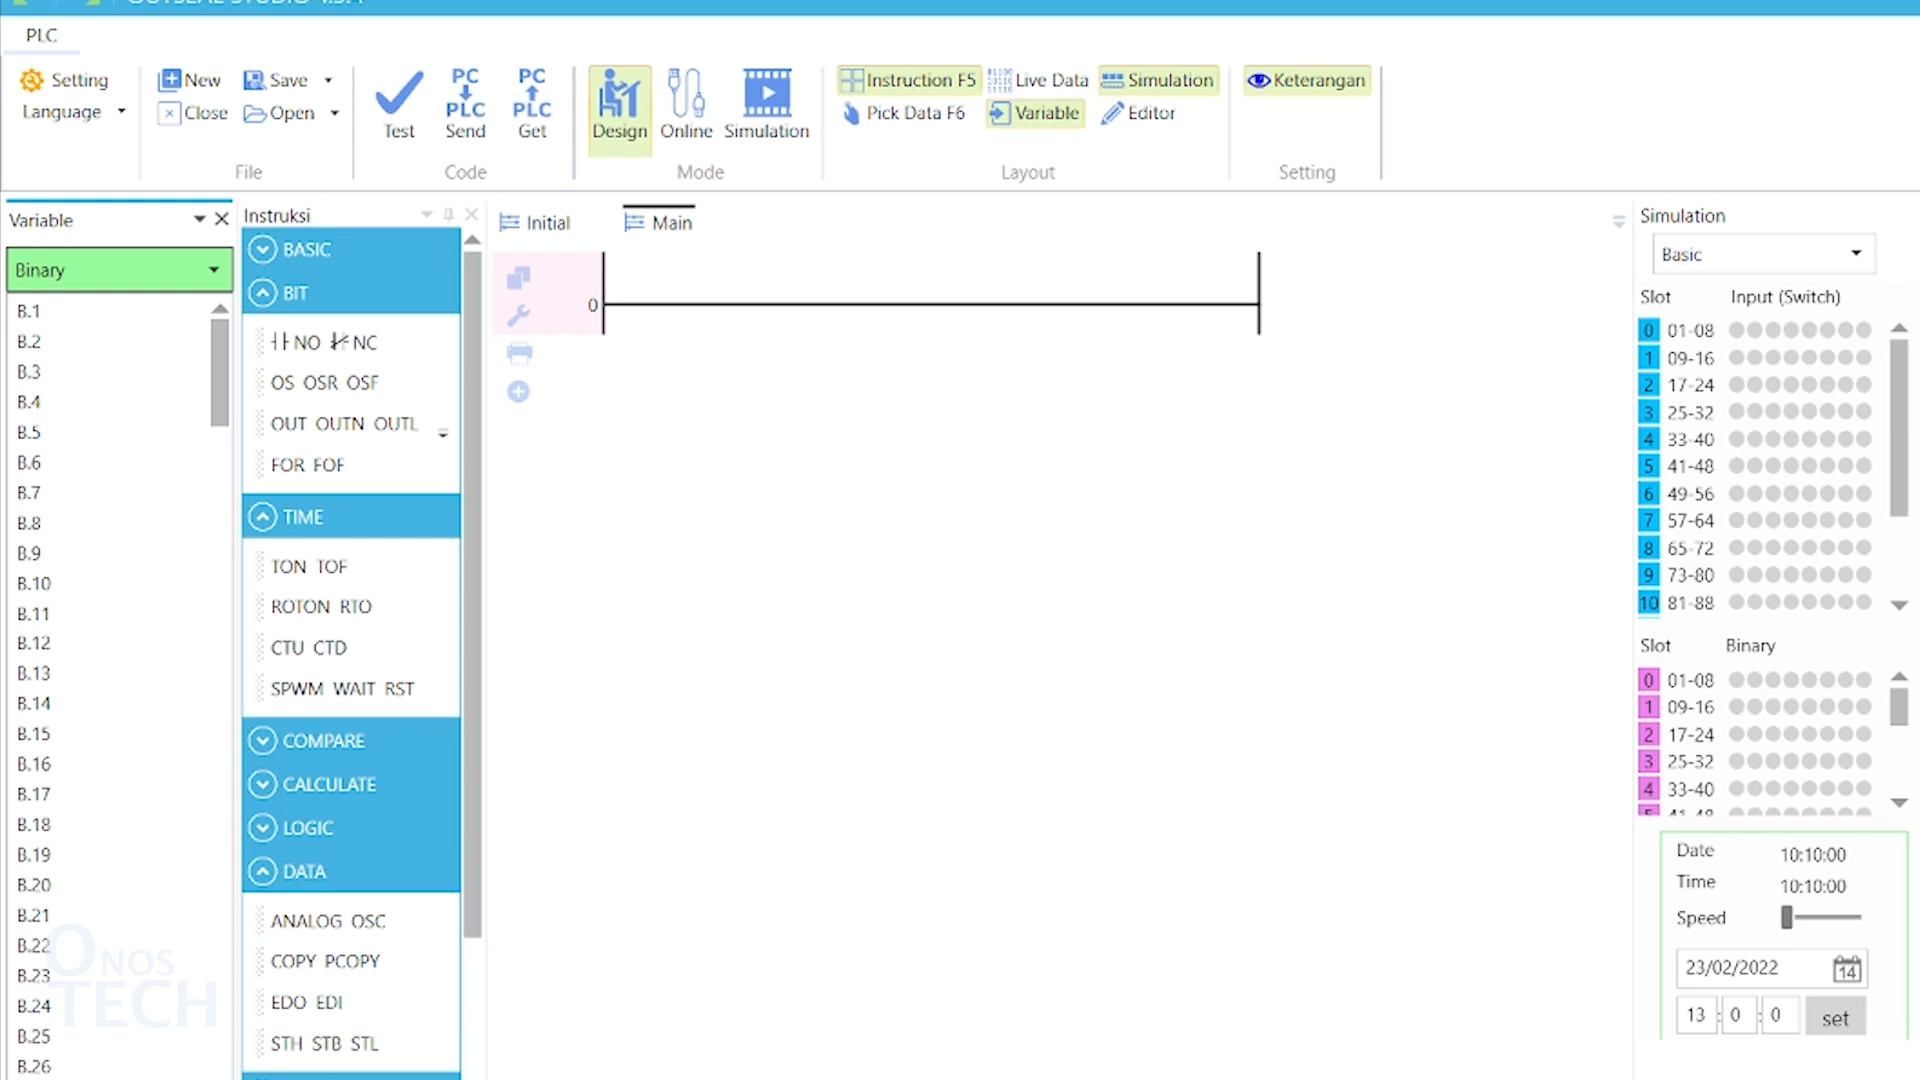 PLC
Setting
Language
New
Save
Close
Open
File
Test
PC PLC Send
PC PLC Get
Code
Design
Online
Simulation
Mode
Instruction F5
Live Data
Simulation
Pick Data F6
Variable
Editor
Layout
Keterangan
Setting
Variable
Binary
B.1
B.2
B.3
B.4
B.5
B.6
B.7
B.8
B.9
B.10
B.11
B.12
B.13
B.14
B.15
B.16
B.17
B.18
B.19
B.20
B.21
B.22
B.23
B.24
B.25
B.26
ONOS
TECH
Instruksi
BASIC
BIT
NO NC
OS OSR OSF
OUT OUTN OUTL
FOR FOF
TIME
TON TOF
ROTON RTO
CTU CTD
SPWM WAIT RST
COMPARE
CALCULATE
LOGIC
DATA
ANALOG OSC
COPY PCOPY
EDO EDI
STH STB STL
Initial
Main
0
Simulation
Basic
Slot Input (Switch)
0 01-08
1 09-16
2 17-24
3 25-32
4 33-40
5 41-48
6 49-56
7 57-64
8 65-72
9 73-80
10 81-88
Slot Binary
0 01-08
1 09-16
2 17-24
3 25-32
4 33-40
Date 10:10:00
Time 10:10:00
Speed
23/02/2022 14
13 : 0 : 0 set